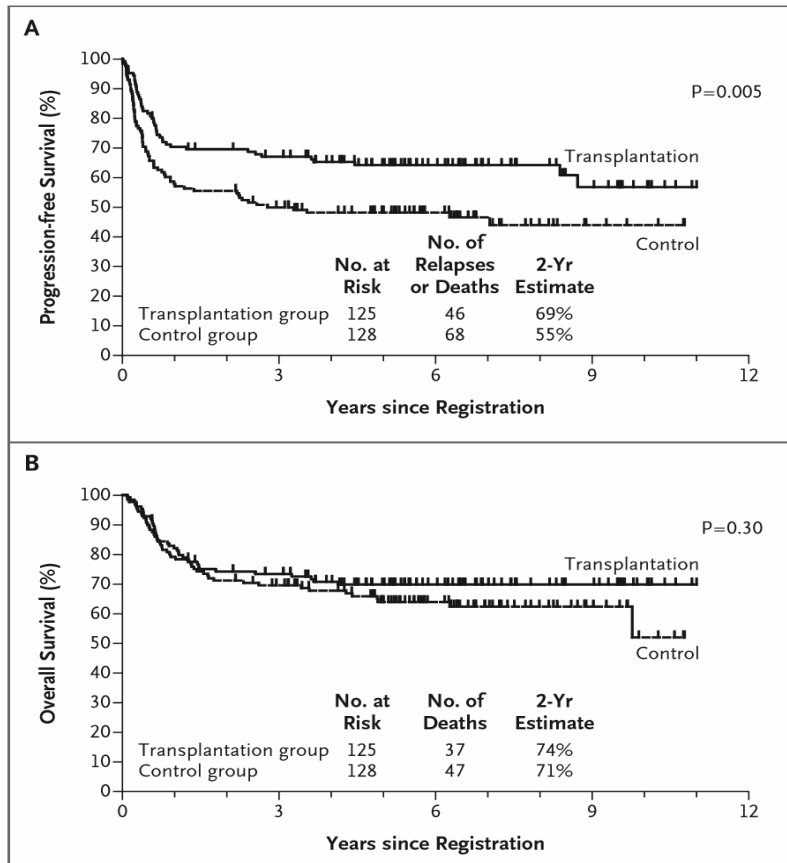 A
P=0.005
Progression-free Survival (%)
100
90
80
70
60
50
40
30
20
10
0
Transplantation
Control
No. at Risk No. of Relapses or Deaths 2-Yr Estimate
Transplantation group 125 46 69%
Control group 128 68 55%
0 3 6 9 12
Years since Registration
B
P=0.30
Overall Survival (%)
100
90
80
70
60
50
40
30
20
10
0
Transplantation
Control
No. at Risk No. of Deaths 2-Yr Estimate
Transplantation group 125 37 74%
Control group 128 47 71%
0 3 6 9 12
Years since Registration